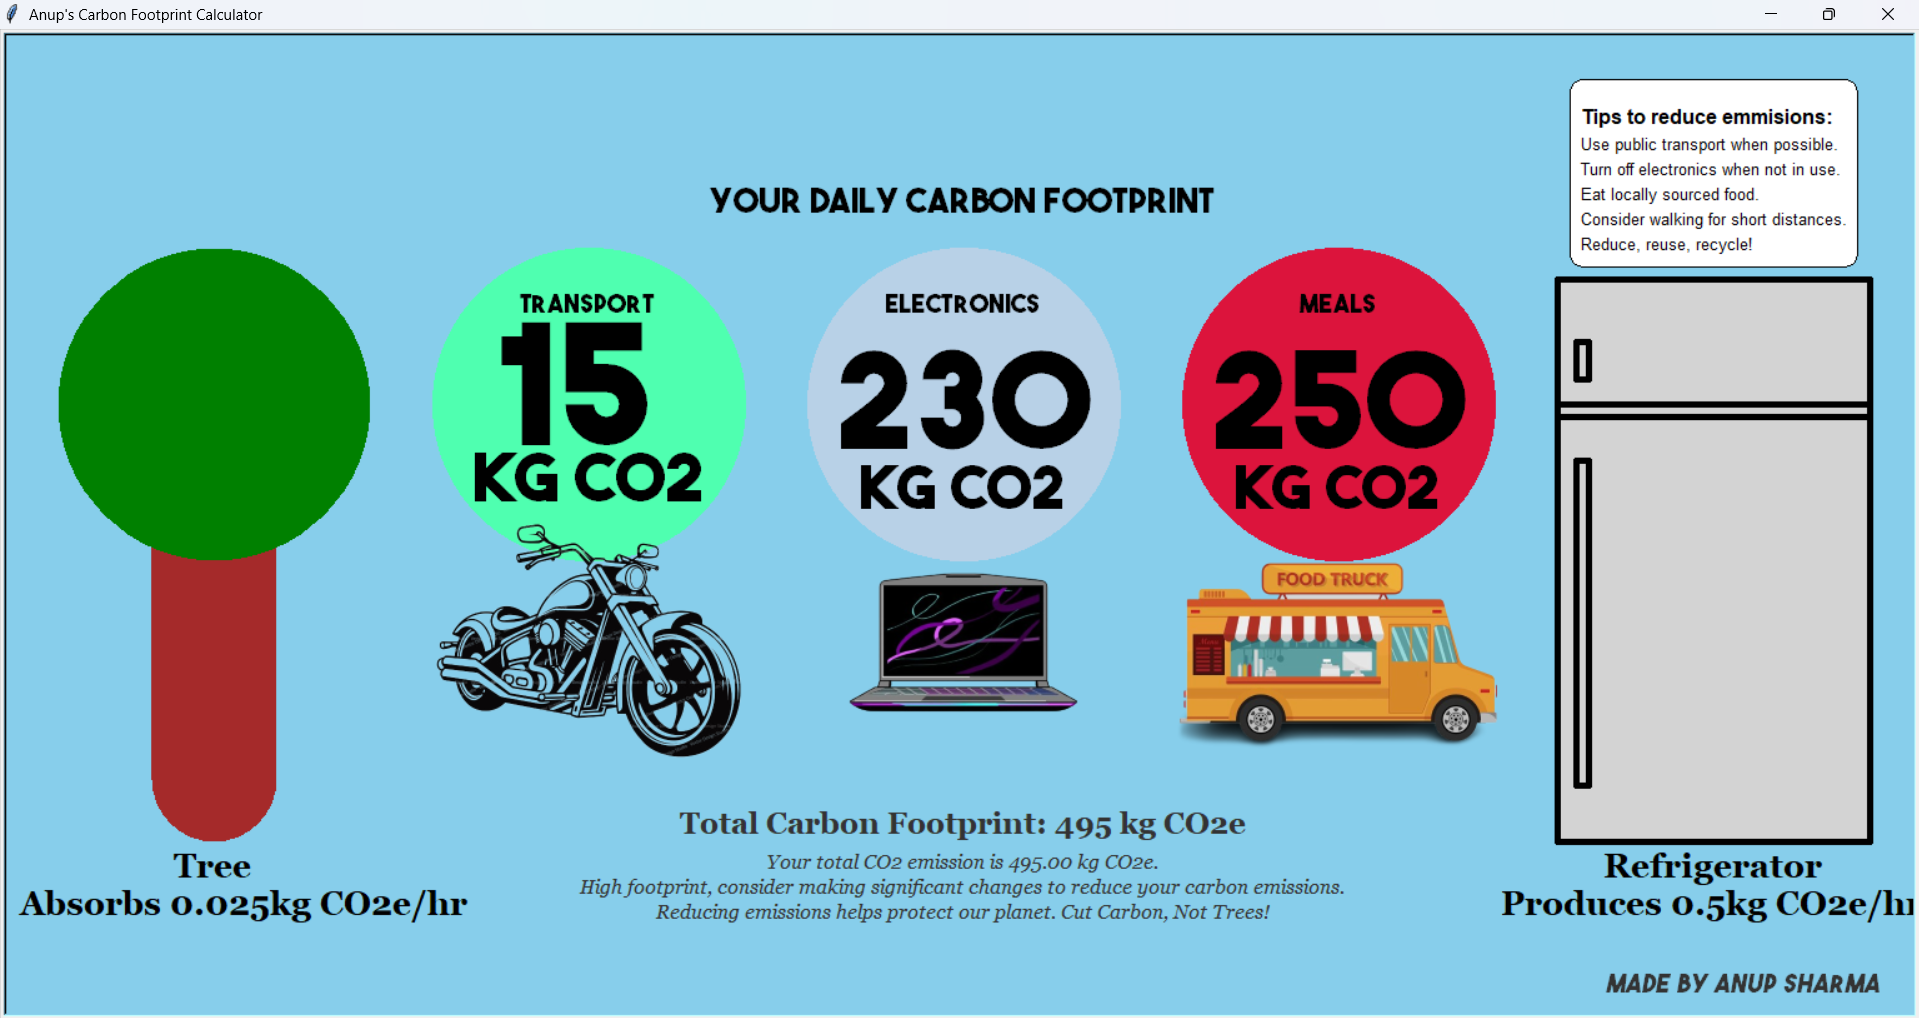 Anup's Carbon Footprint Calculator
Tips to reduce emmisions:
Use public transport when possible.
Turn off electronics when not in use.
Eat locally sourced food.
Consider walking for short distances.
Reduce, reuse, recycle!
YOUR DAILY CARBON FOOTPRINT
TRANSPORT
15
KG CO2
ELECTRONICS
230
KG CO2
MEALS
250
KG CO2
FOOD TRUCK
Total Carbon Footprint: 495 kg CO2e
Your total CO2 emission is 495.00 kg CO2e.
High footprint, consider making significant changes to reduce your carbon emissions.
Reducing emissions helps protect our planet. Cut Carbon, Not Trees!
Tree
Absorbs 0.025kg CO2e/hr
Refrigerator
Produces 0.5kg CO2e/hr
MADE BY ANUP SHARMA